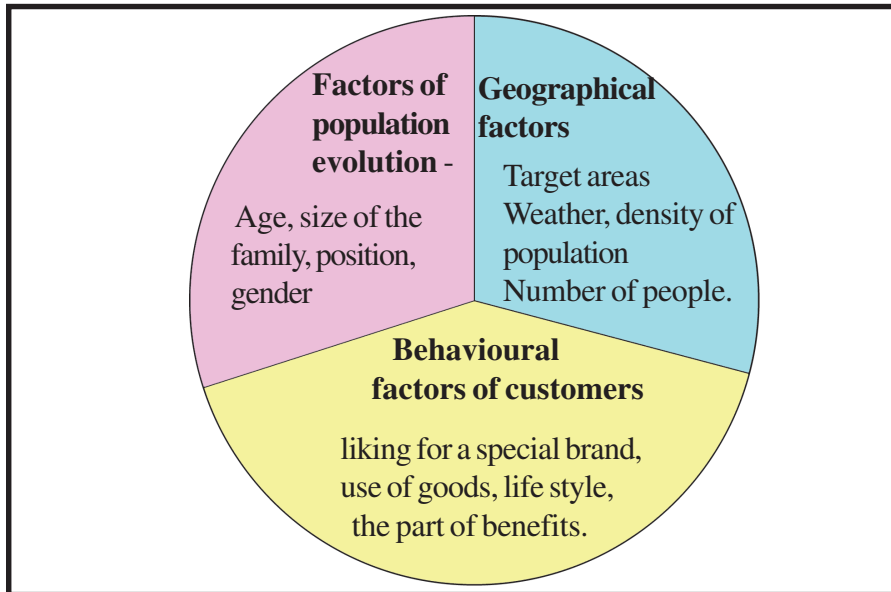 Factors of
population
evolution -
Age, size of the
family, position,
gender
Geographical
factors
Target areas
Weather, density of
population
Number of people.
Behavioural
factors of customers
liking for a special brand,
use of goods, life style,
the part of benefits.